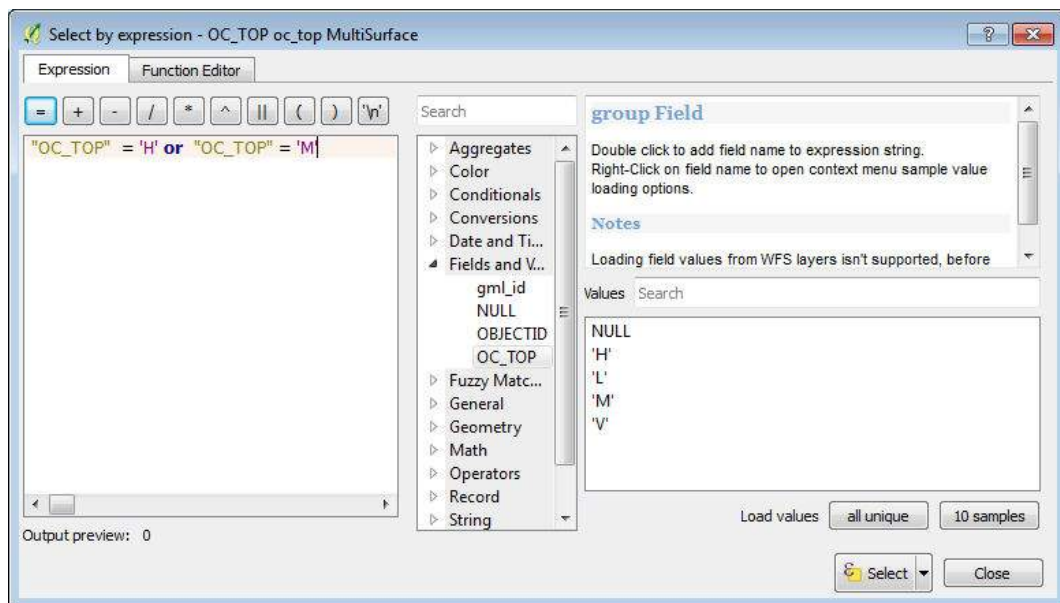 Select by expression - OC_TOP oc_top MultiSurface
Expression
Function Editor
= + - / * ^ || ( ) '\n'
"OC_TOP" = 'H' or "OC_TOP" = 'M'
Output preview: 0
Search
Aggregates
Color
Conditionals
Conversions
Date and Ti...
Fields and V...
gml_id
NULL
OBJECTID
OC_TOP
Fuzzy Matc...
General
Geometry
Math
Operators
Record
String
group Field
Double click to add field name to expression string.
Right-Click on field name to open context menu sample value
loading options.
Notes
Loading field values from WFS layers isn't supported, before
Values Search
NULL
'H'
'L'
'M'
'V'
Load values all unique 10 samples
Select Close